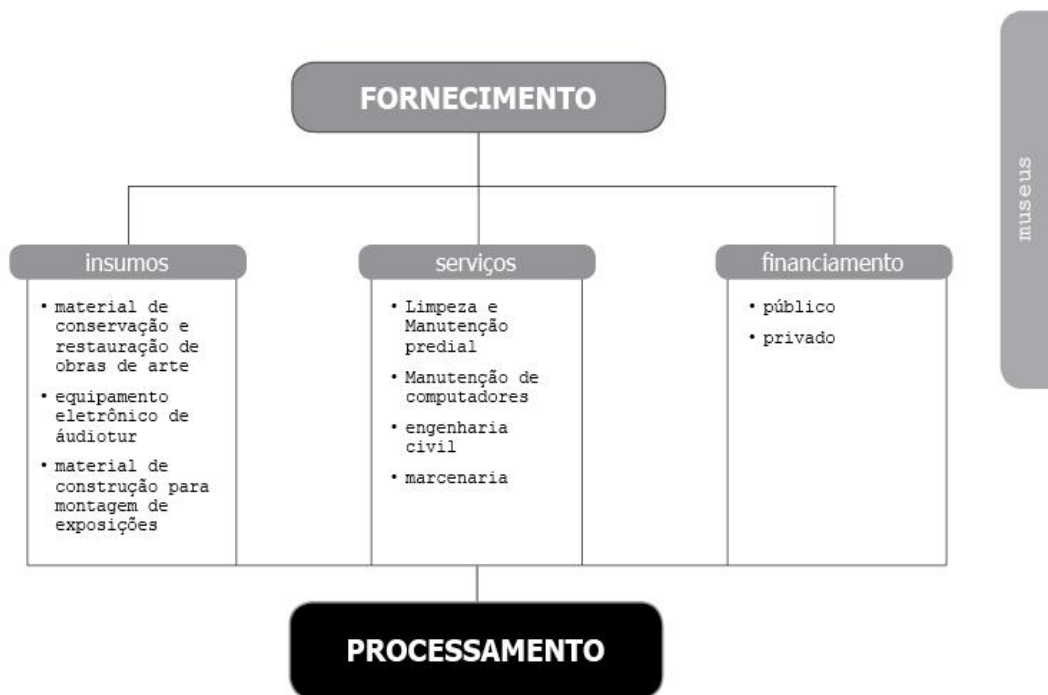 FORNECIMENTO
museus
insumos
• material de
conservação e
restauração de
obras de arte
• equipamento
eletrônico de
áudiotur
• material de
construção para
montagem de
exposições
serviços
• Limpeza e
Manutenção
predial
• Manutenção de
computadores
• engenharia
civil
• marcenaria
financiamento
• público
• privado
PROCESSAMENTO